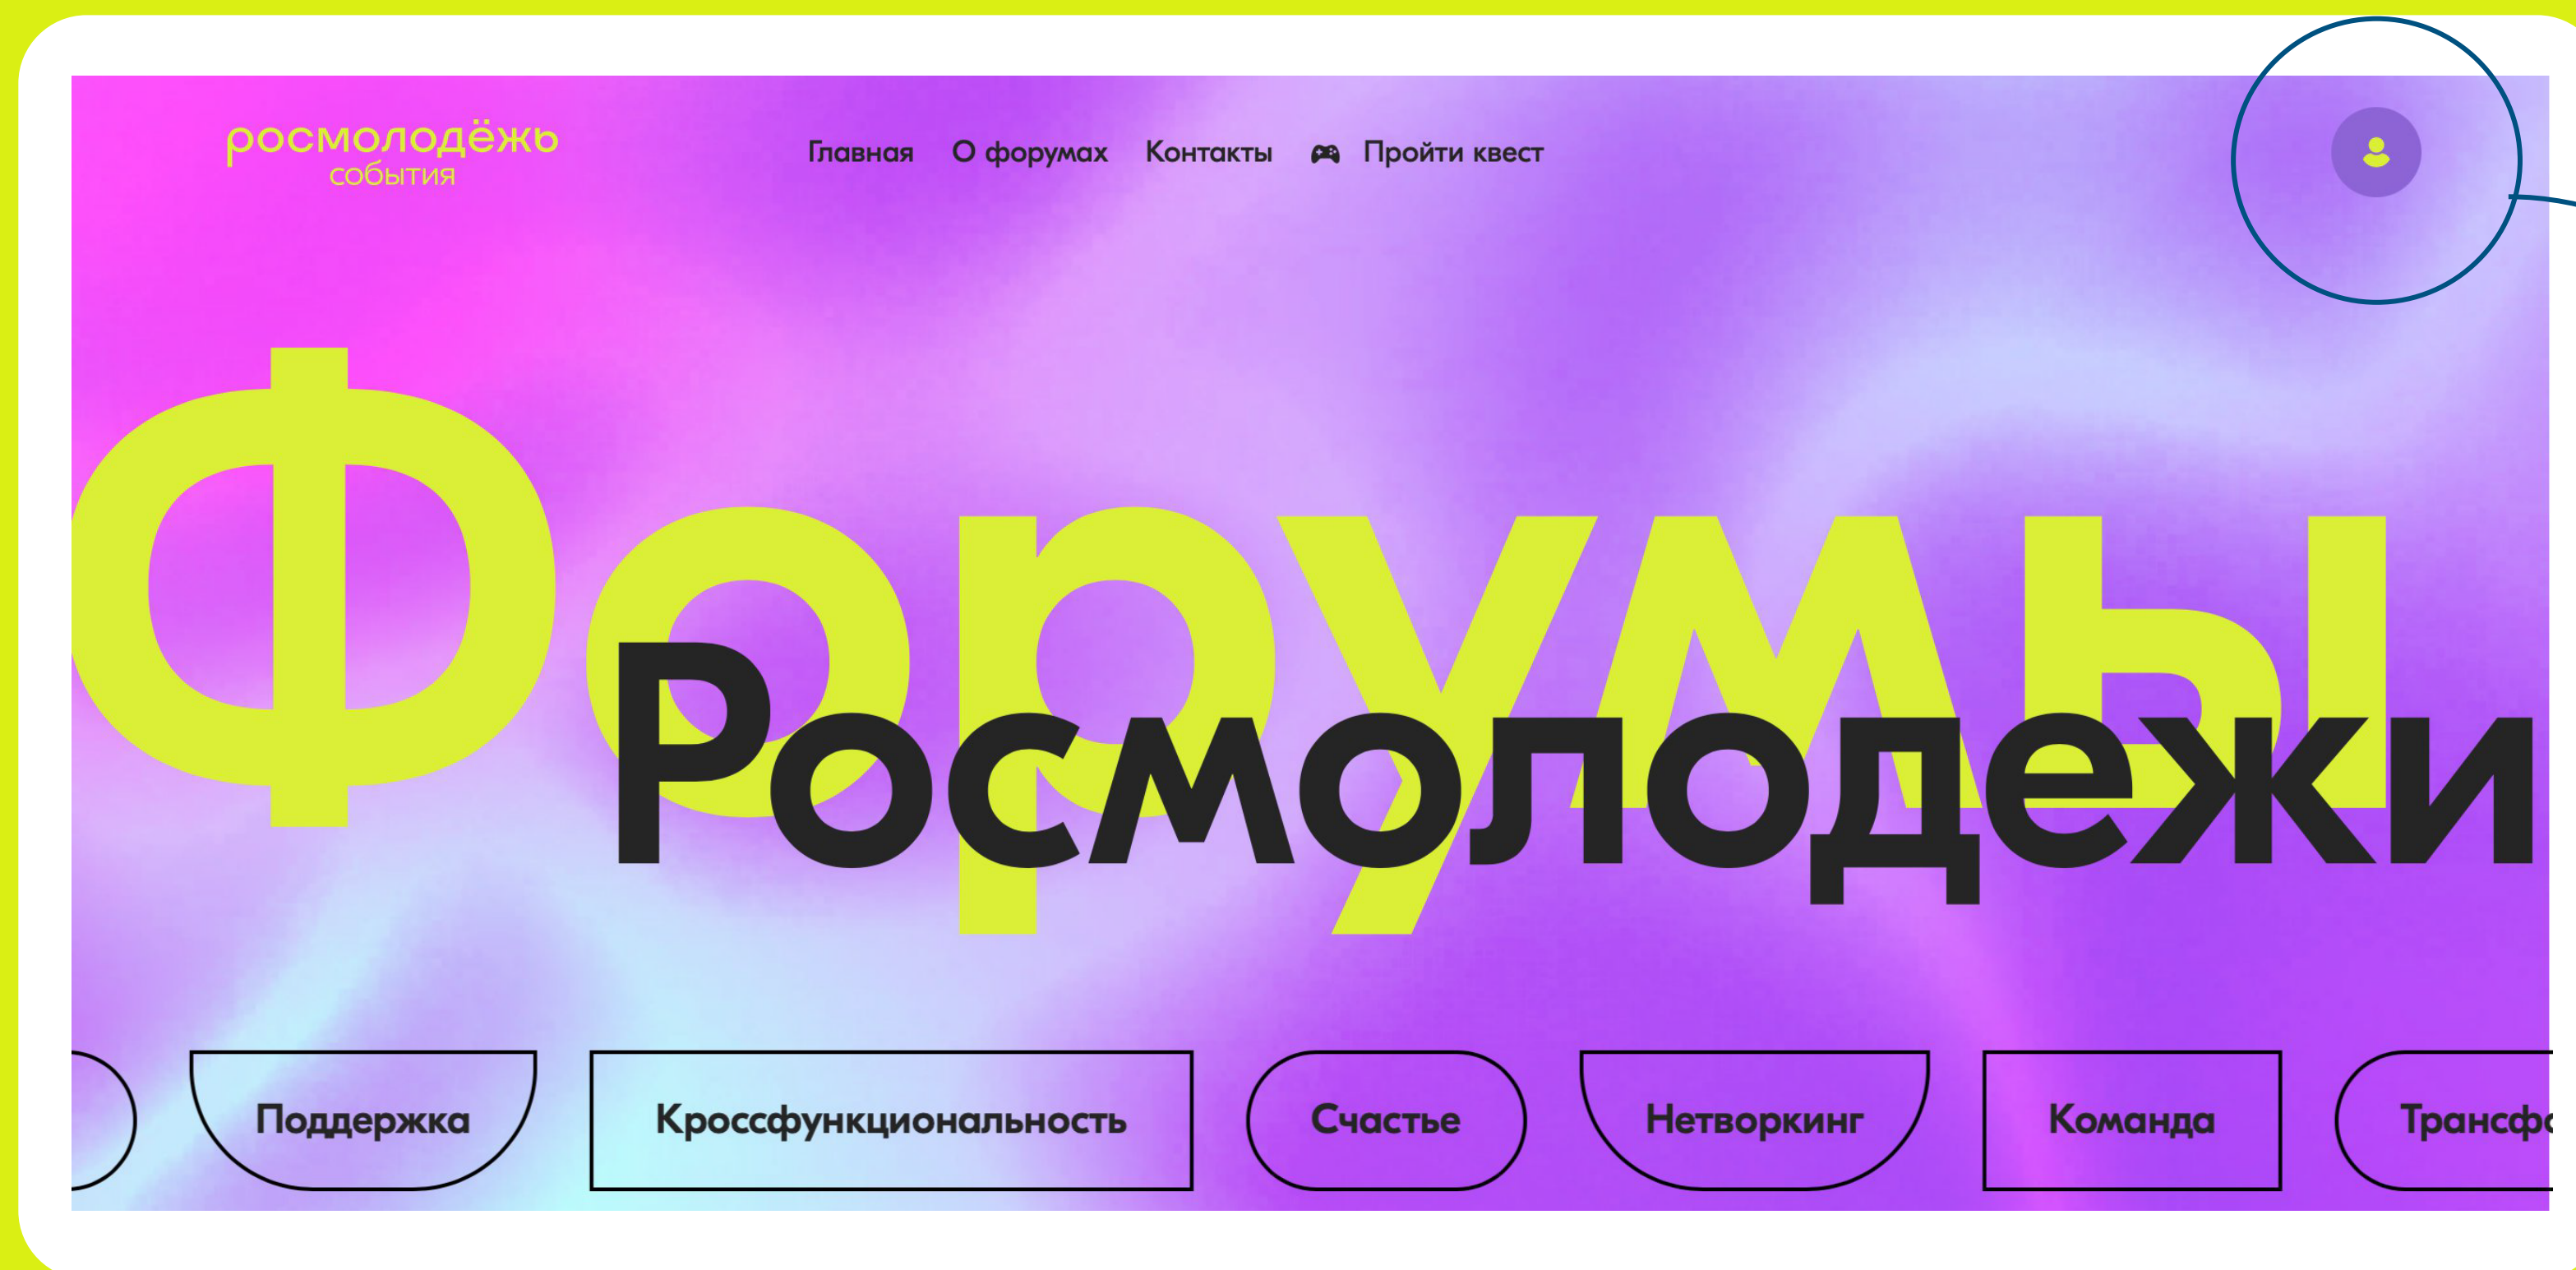 росмолодёжь
события
Главная О форумах Контакты Пройти квест
Форумы
Росмолодежи
Поддержка Кроссфункциональность Счастье Нетворкинг Команда